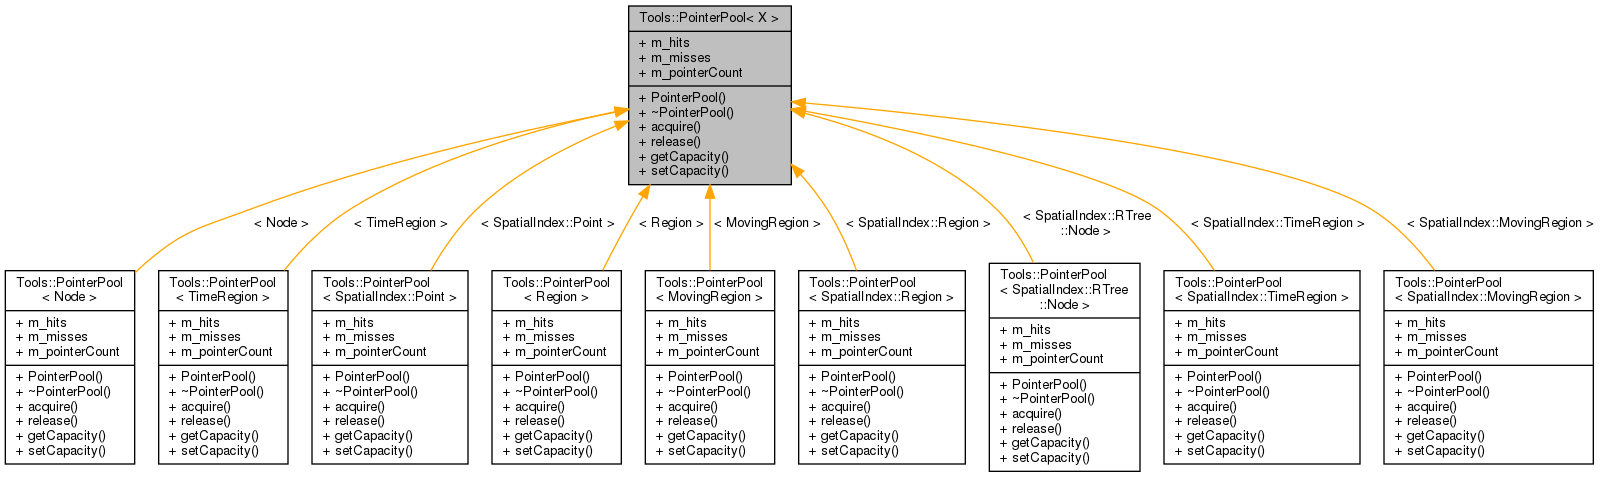 Tools::PointerPool< X >
+ m_hits
+ m_misses
+ m_pointerCount
+ PointerPool()
+ ~PointerPool()
+ acquire()
+ release()
+ getCapacity()
+ setCapacity()
< Node >
< TimeRegion >
< SpatialIndex::Point >
< Region >
< MovingRegion >
< SpatialIndex::Region >
< SpatialIndex::RTree
::Node >
< SpatialIndex::TimeRegion >
< SpatialIndex::MovingRegion >
Tools::PointerPool
< Node >
+ m_hits
+ m_misses
+ m_pointerCount
+ PointerPool()
+ ~PointerPool()
+ acquire()
+ release()
+ getCapacity()
+ setCapacity()
Tools::PointerPool
< TimeRegion >
+ m_hits
+ m_misses
+ m_pointerCount
+ PointerPool()
+ ~PointerPool()
+ acquire()
+ release()
+ getCapacity()
+ setCapacity()
Tools::PointerPool
< SpatialIndex::Point >
+ m_hits
+ m_misses
+ m_pointerCount
+ PointerPool()
+ ~PointerPool()
+ acquire()
+ release()
+ getCapacity()
+ setCapacity()
Tools::PointerPool
< Region >
+ m_hits
+ m_misses
+ m_pointerCount
+ PointerPool()
+ ~PointerPool()
+ acquire()
+ release()
+ getCapacity()
+ setCapacity()
Tools::PointerPool
< MovingRegion >
+ m_hits
+ m_misses
+ m_pointerCount
+ PointerPool()
+ ~PointerPool()
+ acquire()
+ release()
+ getCapacity()
+ setCapacity()
Tools::PointerPool
< SpatialIndex::Region >
+ m_hits
+ m_misses
+ m_pointerCount
+ PointerPool()
+ ~PointerPool()
+ acquire()
+ release()
+ getCapacity()
+ setCapacity()
Tools::PointerPool
< SpatialIndex::RTree
::Node >
+ m_hits
+ m_misses
+ m_pointerCount
+ PointerPool()
+ ~PointerPool()
+ acquire()
+ release()
+ getCapacity()
+ setCapacity()
Tools::PointerPool
< SpatialIndex::TimeRegion >
+ m_hits
+ m_misses
+ m_pointerCount
+ PointerPool()
+ ~PointerPool()
+ acquire()
+ release()
+ getCapacity()
+ setCapacity()
Tools::PointerPool
< SpatialIndex::MovingRegion >
+ m_hits
+ m_misses
+ m_pointerCount
+ PointerPool()
+ ~PointerPool()
+ acquire()
+ release()
+ getCapacity()
+ setCapacity()